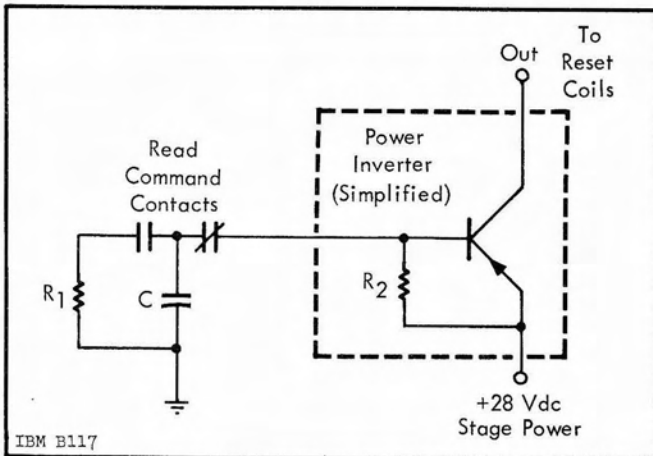 Out
To
Reset
Coils
Power
Inverter
(Simplified)
Read
Command
Contacts
R1
C
R2
+28 Vdc
Stage Power
IBM B117